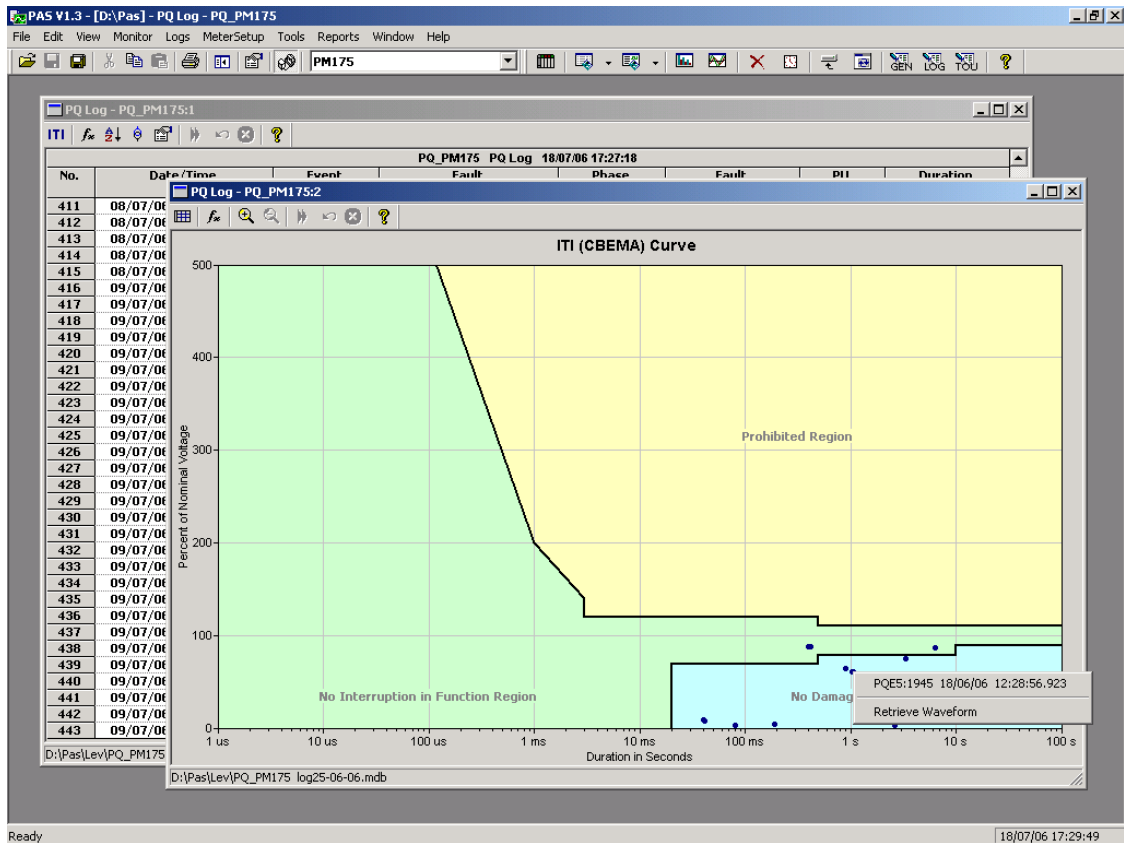 PAS V1.3 - [D:\Pas] - PQ Log - PQ_PM175
File Edit View Monitor Logs MeterSetup Tools Reports Window Help
PM175 GEN LOG TOU
PQ Log - PQ_PM175:1
ITI
PQ_PM175 PQ Log 18/07/06 17:27:18
No. Date/Time Event Fault Phase Fault PU Duration
PQ Log - PQ_PM175:2
411 08/07/06
412 08/07/06
413 08/07/06
414 08/07/06
415 08/07/06
416 09/07/06
417 09/07/06
418 09/07/06
419 09/07/06
420 09/07/06
421 09/07/06
422 09/07/06
423 09/07/06
424 09/07/06
425 09/07/06
426 09/07/06
427 09/07/06
428 09/07/06
429 09/07/06
430 09/07/06
431 09/07/06
432 09/07/06
433 09/07/06
434 09/07/06
435 09/07/06
436 09/07/06
437 09/07/06
438 09/07/06
439 09/07/06
440 09/07/06
441 09/07/06
442 09/07/06
443 09/07/06
D:\Pas\Lev\PQ_PM175
ITI (CBEMA) Curve
Percent of Nominal Voltage
500
400
300
200
100
0
Prohibited Region
No Interruption in Function Region
No Damag
PQE5:1945 18/06/06 12:28:56.923
Retrieve Waveform
1 us 10 us 100 us 1 ms 10 ms 100 ms 1 s 10 s 100 s
Duration in Seconds
D:\Pas\Lev\PQ_PM175 log25-06-06.mdb
Ready
18/07/06 17:29:49